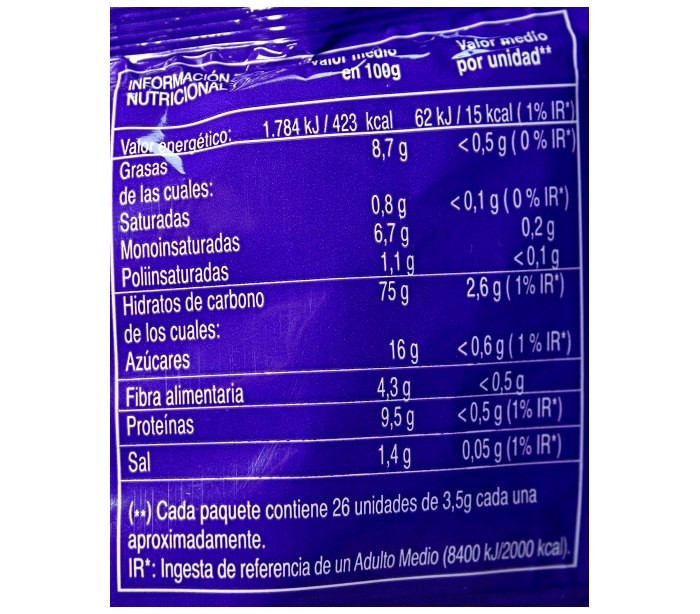 INFORMACIÓN Valor medio Valor medio
NUTRICIONAL en 100g por unidad**
Valor energético: 1.784 kJ / 423 kcal 62 kJ / 15 kcal ( 1% IR*)
Grasas 8,7 g <0,5 g ( 0 % IR*)
de las cuales:
Saturadas 0,8 g <0,1 g ( 0 % IR*)
Monoinsaturadas 6,7 g 0,2 g
Poliinsaturadas 1,1 g <0,1 g
Hidratos de carbono 75 g 2,6 g ( 1% IR*)
de los cuales:
Azúcares 16 g <0,6 g ( 1 % IR*)
Fibra alimentaria 4,3 g <0,5 g
Proteínas 9,5 g <0,5 g (1% IR*)
Sal 1,4 g 0,05 g (1% IR*)
(**) Cada paquete contiene 26 unidades de 3,5g cada una
aproximadamente.
IR*: Ingesta de referencia de un Adulto Medio (8400 kJ/2000 kcal).